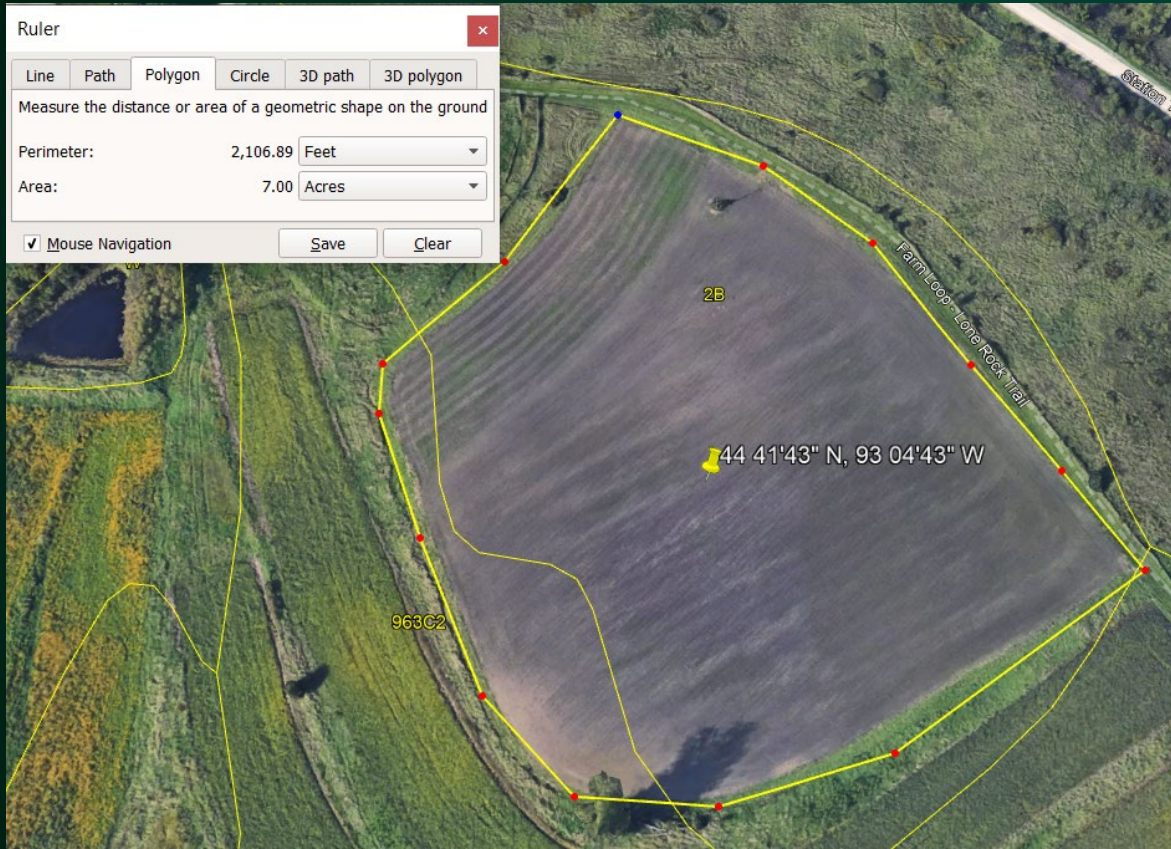 Ruler
Line Path Polygon Circle 3D path 3D polygon
Measure the distance or area of a geometric shape on the ground
Perimeter: 2,106.89 Feet
Area: 7.00 Acres
Mouse Navigation Save Clear
Station
2B
Farm Loop - Lone Rock Trail
44 41'43" N, 93 04'43" W
963C2